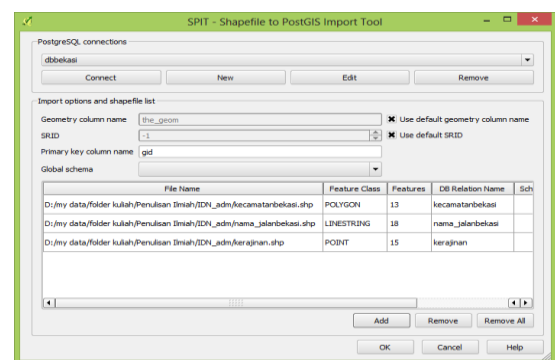 SPIT - Shapefile to PostGIS Import Tool
PostgreSQL connections
dbbekasi
Connect New Edit Remove
Import options and shapefile list
Geometry column name the_geom Use default geometry column name
SRID -1 Use default SRID
Primary key column name gid
Global schema
File Name Feature Class Features DB Relation Name Sch
D:/my data/folder kuliah/Penulisan Ilmiah/IDN_adm/kecamatanbekasi.shp POLYGON 13 kecamatanbekasi
D:/my data/folder kuliah/Penulisan Ilmiah/IDN_adm/nama_jalanbekasi.shp LINESTRING 18 nama_jalanbekasi
D:/my data/folder kuliah/Penulisan Ilmiah/IDN_adm/kerajinan.shp POINT 15 kerajinan
Add Remove Remove All
OK Cancel Help